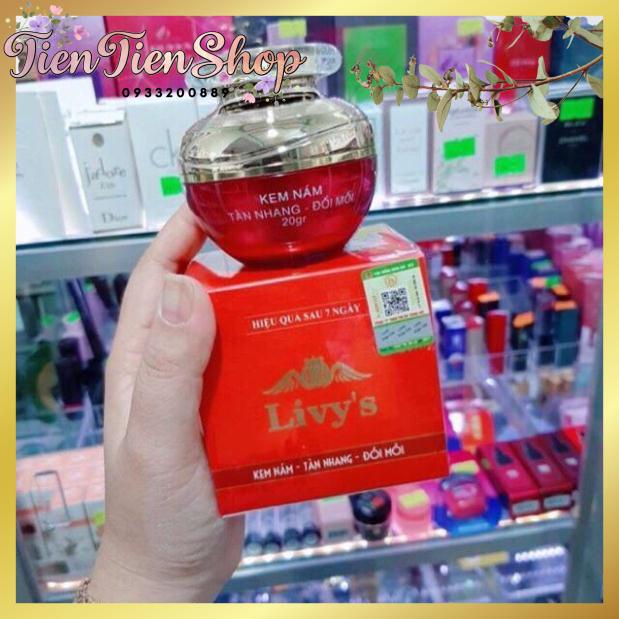 TienTienShop
0933200889
KEM NÁM
TÀN NHANG - ĐỒI MỒI
20gr
HIỆU QUẢ SAU 7 NGÀY
Livy's
KEM NÁM - TÀN NHANG - ĐỒI MỒI
j'adore
Dior